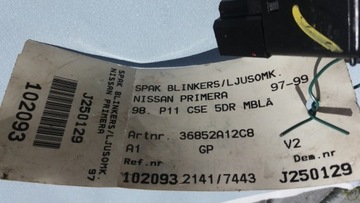 SPAK BLINKERS/LJUSOMK.
NISSAN PRIMERA 97-99
98. P11 CSE 5DR MBLA
Artnr. 36852A12C8
A1 GP V2
Ref.nr Dem.nr
102093 2141/7443 J250129
SPAK BLINKERS/LJUSOMK.
NISSAN PRIMERA 97
J250129
102093